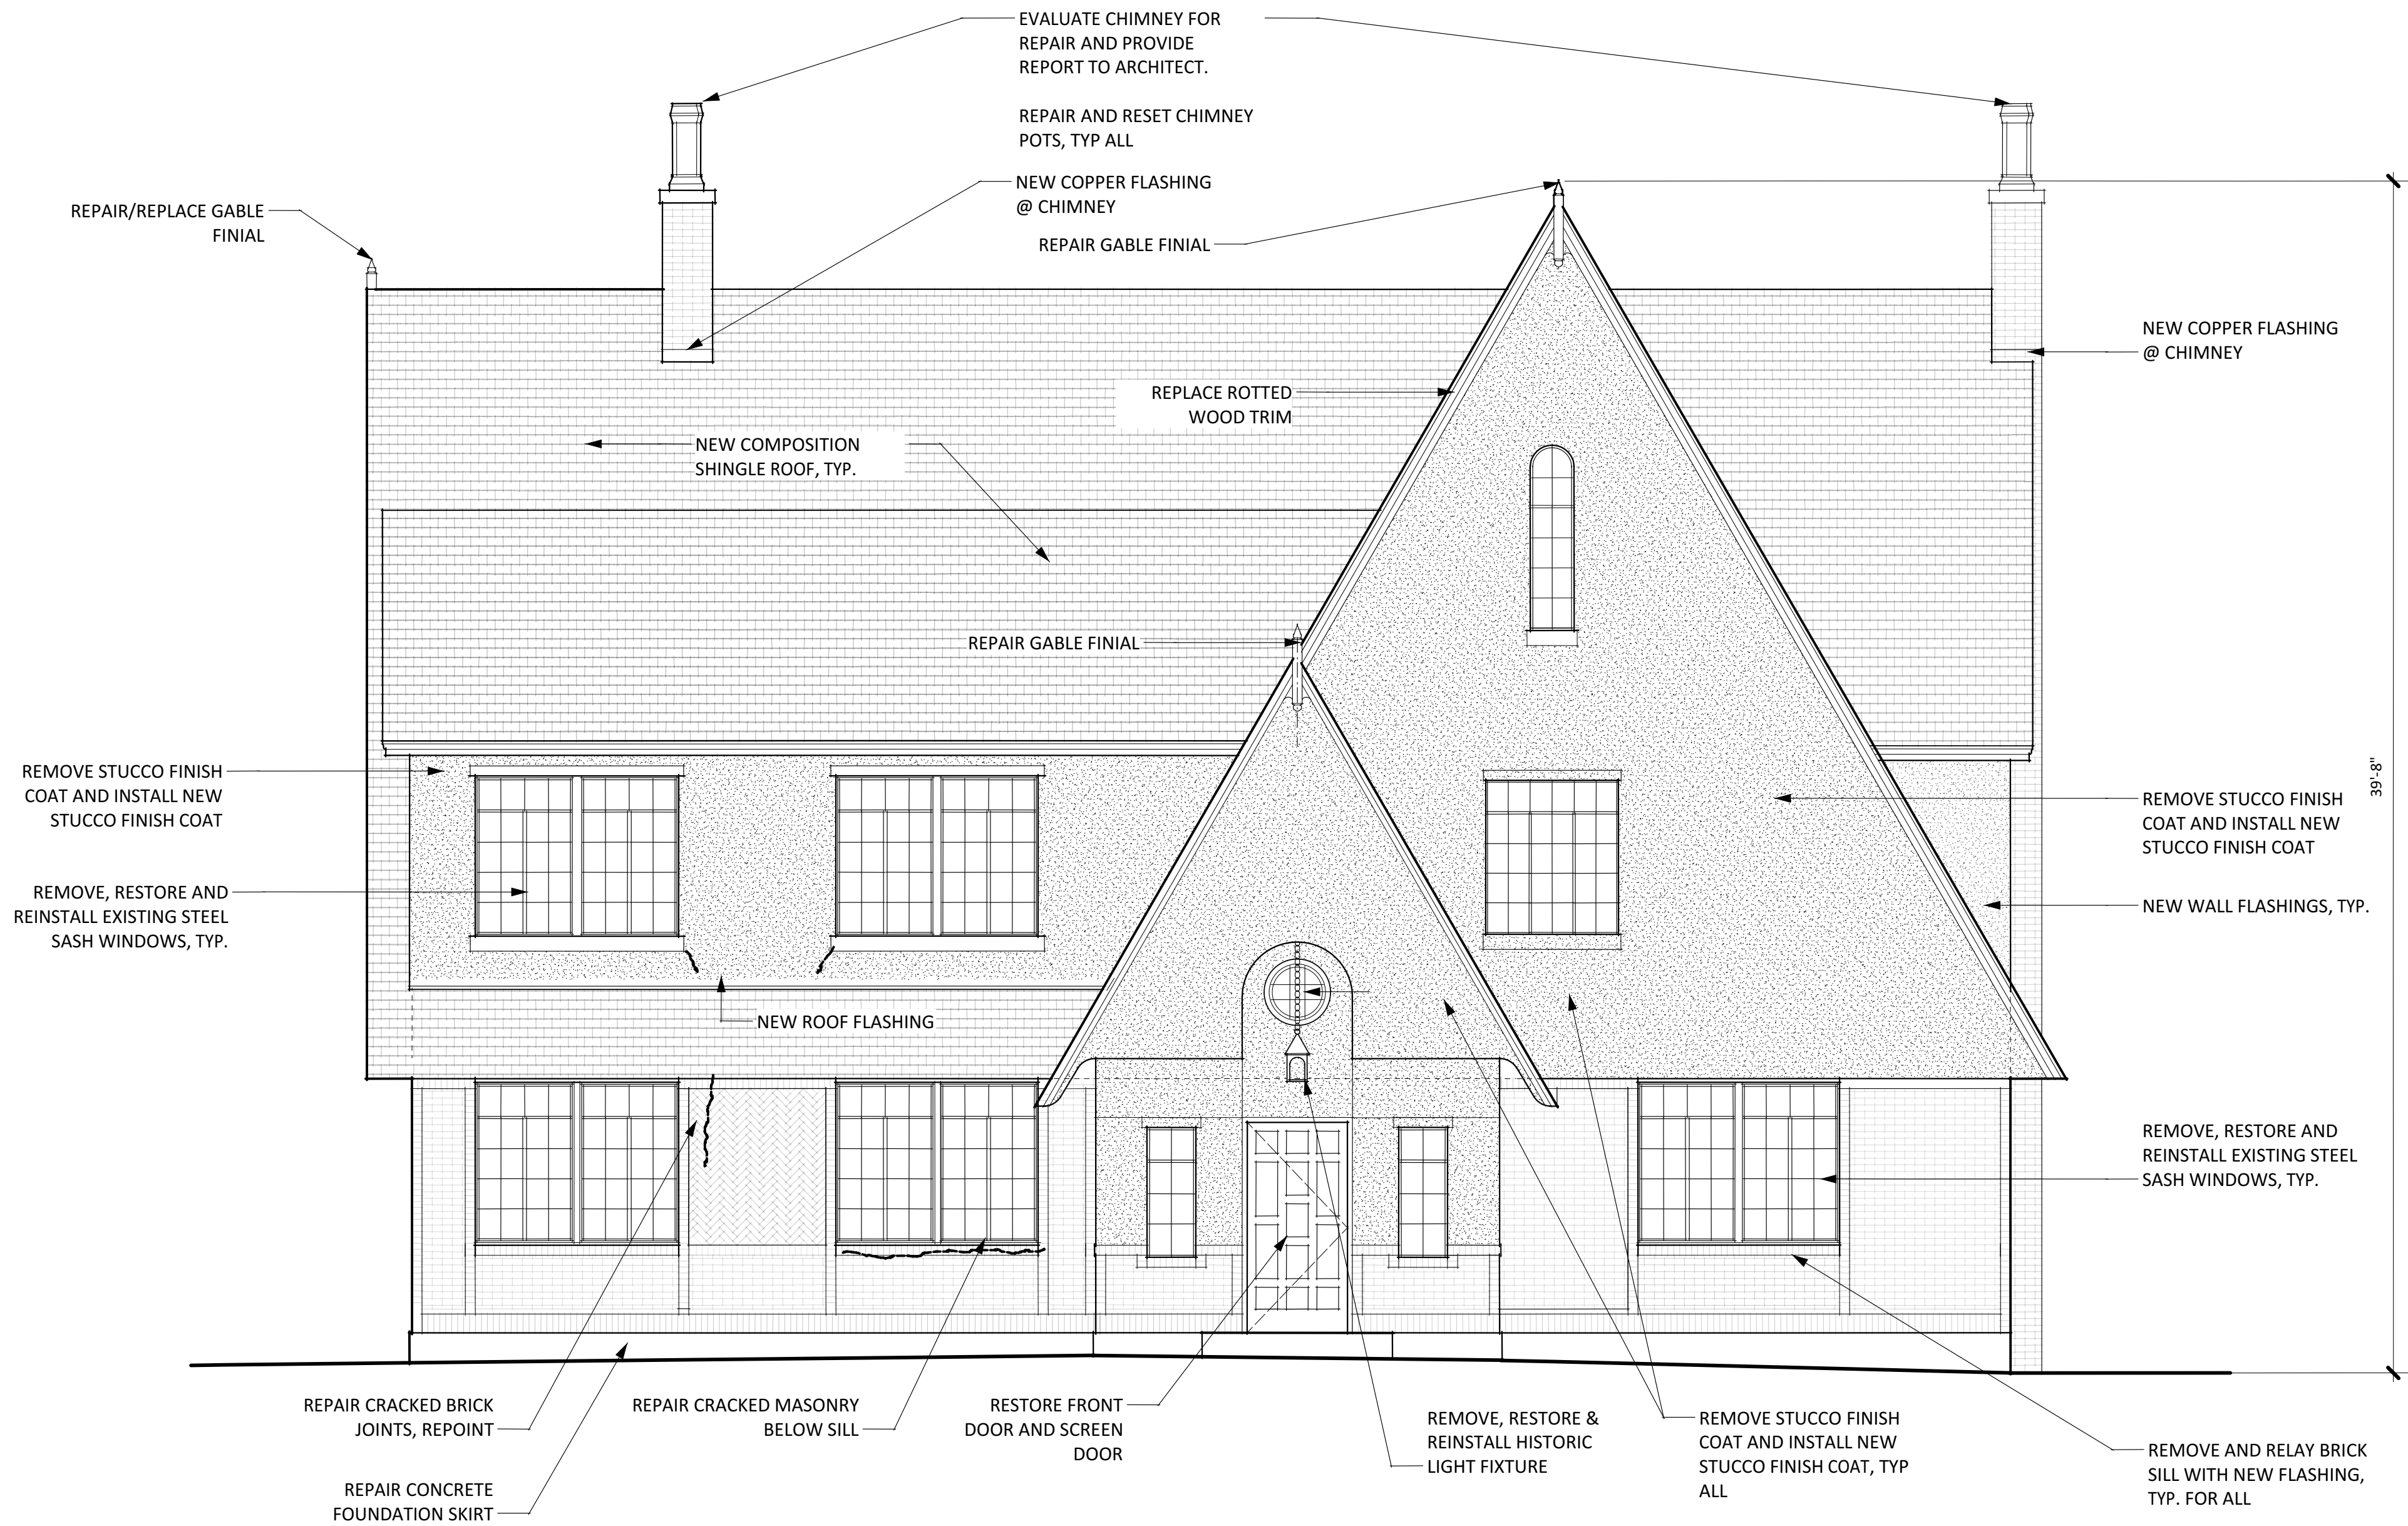 EVALUATE CHIMNEY FOR
REPAIR AND PROVIDE
REPORT TO ARCHITECT.
REPAIR AND RESET CHIMNEY
POTS, TYP ALL
NEW COPPER FLASHING
@ CHIMNEY
REPAIR/REPLACE GABLE
FINIAL
REPAIR GABLE FINIAL
NEW COPPER FLASHING
@ CHIMNEY
REPLACE ROTTED
WOOD TRIM
NEW COMPOSITION
SHINGLE ROOF, TYP.
REPAIR GABLE FINIAL
REMOVE STUCCO FINISH
COAT AND INSTALL NEW
STUCCO FINISH COAT
39'-8"
REMOVE STUCCO FINISH
COAT AND INSTALL NEW
STUCCO FINISH COAT
REMOVE, RESTORE AND
REINSTALL EXISTING STEEL
SASH WINDOWS, TYP.
NEW WALL FLASHINGS, TYP.
NEW ROOF FLASHING
REMOVE, RESTORE AND
REINSTALL EXISTING STEEL
SASH WINDOWS, TYP.
REPAIR CRACKED BRICK
JOINTS, REPOINT
REPAIR CRACKED MASONRY
BELOW SILL
RESTORE FRONT
DOOR AND SCREEN
DOOR
REMOVE, RESTORE &
REINSTALL HISTORIC
LIGHT FIXTURE
REMOVE STUCCO FINISH
COAT AND INSTALL NEW
STUCCO FINISH COAT, TYP
ALL
REMOVE AND RELAY BRICK
SILL WITH NEW FLASHING,
TYP. FOR ALL
REPAIR CONCRETE
FOUNDATION SKIRT